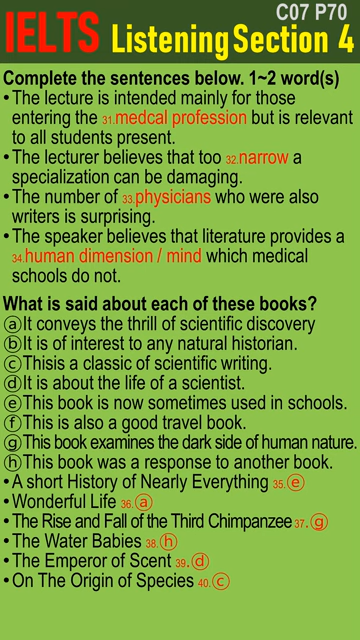 C07 P70
IELTS Listening Section 4
Complete the sentences below. 1~2 word(s)
•The lecture is intended mainly for those
entering the 31.medcal profession but is relevant
to all students present.
•The lecturer believes that too 32.narrow a
specialization can be damaging.
•The number of 33.physicians who were also
writers is surprising.
•The speaker believes that literature provides a
34.human dimension / mind which medical
schools do not.
What is said about each of these books?
ⓐIt conveys the thrill of scientific discovery
ⓑIt is of interest to any natural historian.
ⓒThisis a classic of scientific writing.
ⓓIt is about the life of a scientist.
ⓔThis book is now sometimes used in schools.
ⓕThis is also a good travel book.
ⓖThis book examines the dark side of human nature.
ⓗThis book was a response to another book.
•A short History of Nearly Everything 35.ⓔ
•Wonderful Life 36.ⓐ
•The Rise and Fall of the Third Chimpanzee 37.ⓖ
•The Water Babies 38.ⓗ
•The Emperor of Scent 39.ⓓ
•On The Origin of Species 40.ⓒ